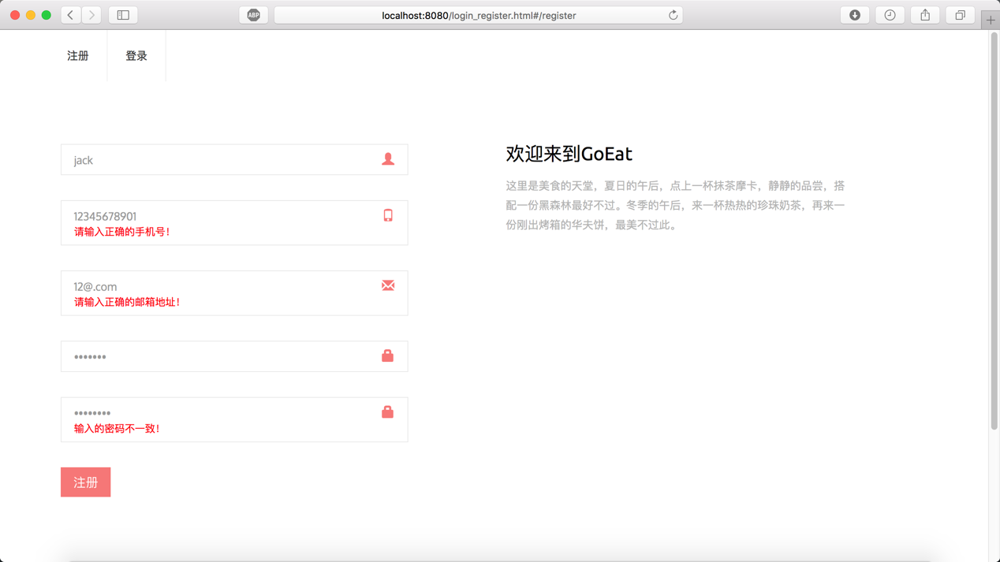 ABP
localhost:8080/login_register.html#/register
注册
登录
jack
12345678901
请输入正确的手机号！
12@.com
请输入正确的邮箱地址！
•••••••
••••••••
输入的密码不一致！
注册
欢迎来到GoEat
这里是美食的天堂，夏日的午后，点上一杯抹茶摩卡，静静的品尝，搭
配一份黑森林最好不过。冬季的午后，来一杯热热的珍珠奶茶，再来一
份刚出烤箱的华夫饼，最美不过此。